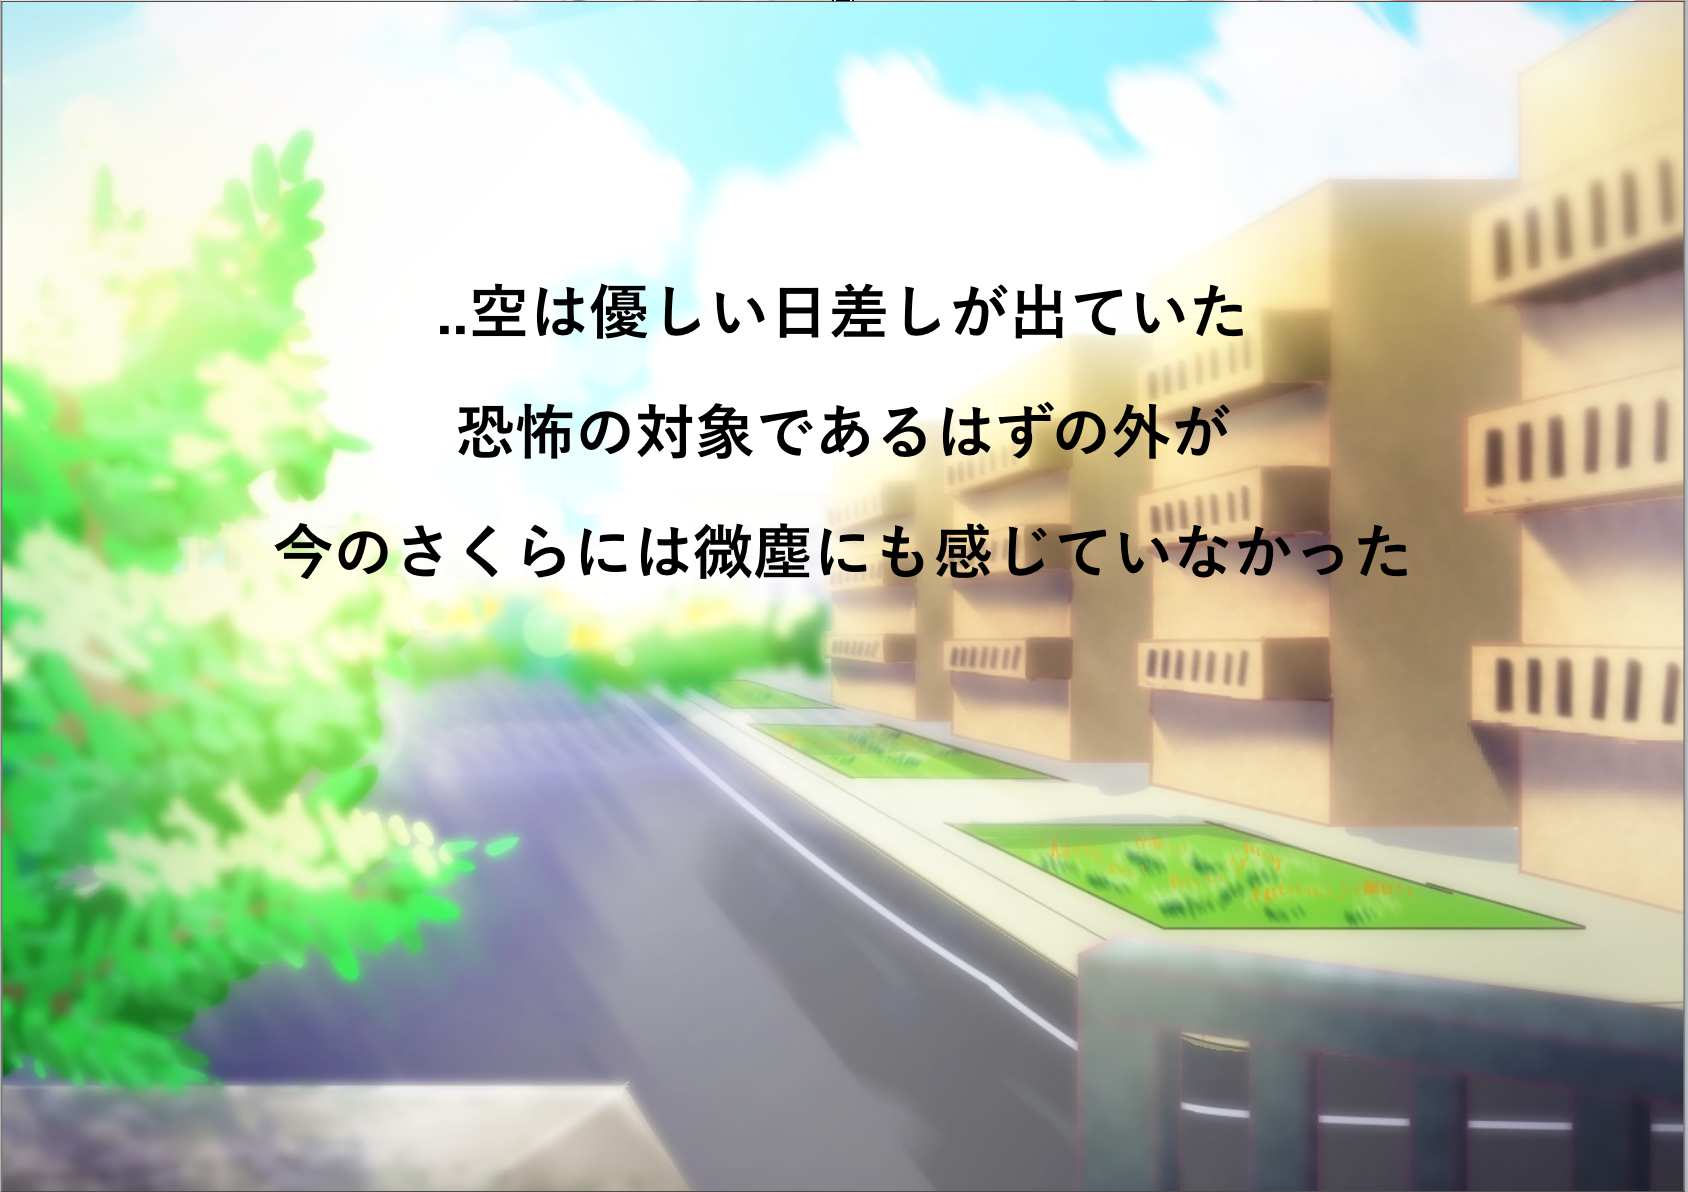 ..空は優しい日差しが出ていた
恐怖の対象であるはずの外が
今のさくらには微塵にも感じていなかった